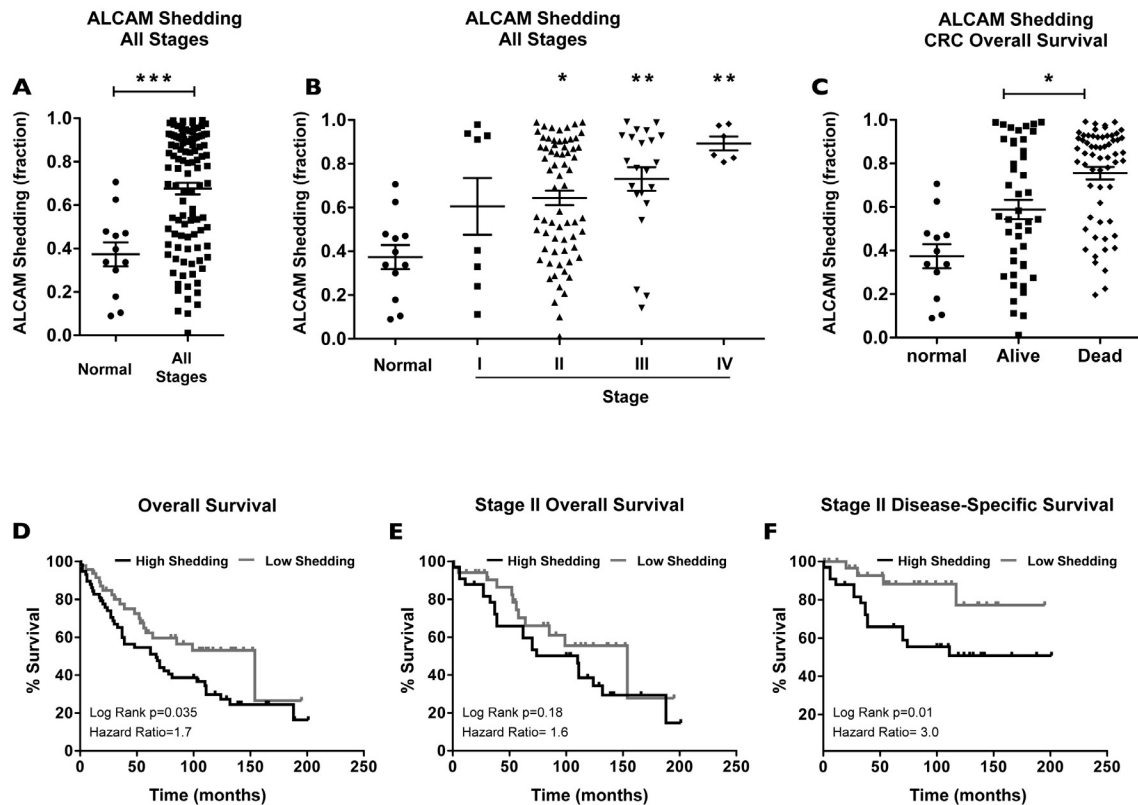 ALCAM Shedding
All Stages
A
***
ALCAM Shedding (fraction)
1.0
0.8
0.6
0.4
0.2
0.0
Normal
All
Stages
ALCAM Shedding
All Stages
B
* ** **
ALCAM Shedding (fraction)
1.0
0.8
0.6
0.4
0.2
0.0
Normal I II III IV
Stage
ALCAM Shedding
CRC Overall Survival
C
*
ALCAM Shedding (fraction)
1.0
0.8
0.6
0.4
0.2
0.0
normal Alive Dead
Overall Survival
D
High Shedding Low Shedding
% Survival
100
80
60
40
20
0
Log Rank p=0.035
Hazard Ratio=1.7
0 50 100 150 200 250
Time (months)
Stage II Overall Survival
E
High Shedding Low Shedding
% Survival
100
80
60
40
20
0
Log Rank p=0.18
Hazard Ratio= 1.6
0 50 100 150 200 250
Time (months)
Stage II Disease-Specific Survival
F
High Shedding Low Shedding
% Survival
100
80
60
40
20
0
Log Rank p=0.01
Hazard Ratio= 3.0
0 50 100 150 200 250
Time (months)